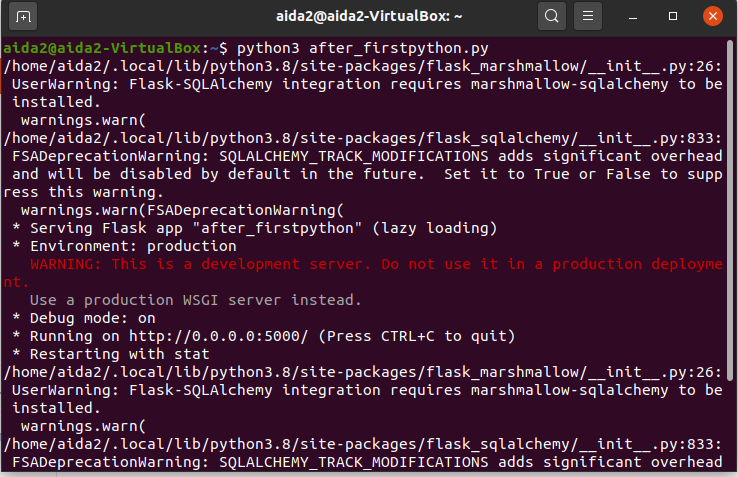 aida2@aida2-VirtualBox: ~
aida2@aida2-VirtualBox:~$ python3 after_firstpython.py
/home/aida2/.local/lib/python3.8/site-packages/flask_marshmallow/__init__.py:26:
 UserWarning: Flask-SQLAlchemy integration requires marshmallow-sqlalchemy to be
 installed.
  warnings.warn(
/home/aida2/.local/lib/python3.8/site-packages/flask_sqlalchemy/__init__.py:833:
 FSADeprecationWarning: SQLALCHEMY_TRACK_MODIFICATIONS adds significant overhead
 and will be disabled by default in the future.  Set it to True or False to supp
ress this warning.
  warnings.warn(FSADeprecationWarning(
 * Serving Flask app "after_firstpython" (lazy loading)
 * Environment: production
   WARNING: This is a development server. Do not use it in a production deployme
nt.
   Use a production WSGI server instead.
 * Debug mode: on
 * Running on http://0.0.0.0:5000/ (Press CTRL+C to quit)
 * Restarting with stat
/home/aida2/.local/lib/python3.8/site-packages/flask_marshmallow/__init__.py:26:
 UserWarning: Flask-SQLAlchemy integration requires marshmallow-sqlalchemy to be
 installed.
  warnings.warn(
/home/aida2/.local/lib/python3.8/site-packages/flask_sqlalchemy/__init__.py:833:
 FSADeprecationWarning: SQLALCHEMY_TRACK_MODIFICATIONS adds significant overhead